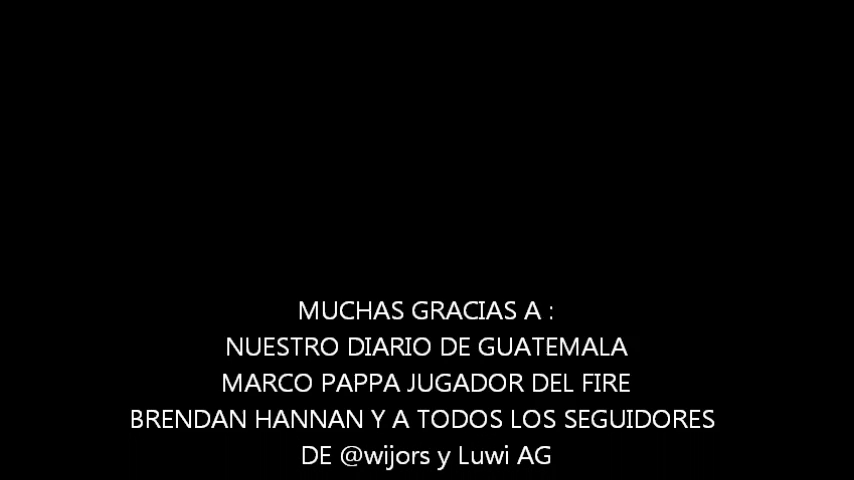 MUCHAS GRACIAS A :
NUESTRO DIARIO DE GUATEMALA
MARCO PAPPA JUGADOR DEL FIRE
BRENDAN HANNAN Y A TODOS LOS SEGUIDORES
DE @wijors y Luwi AG